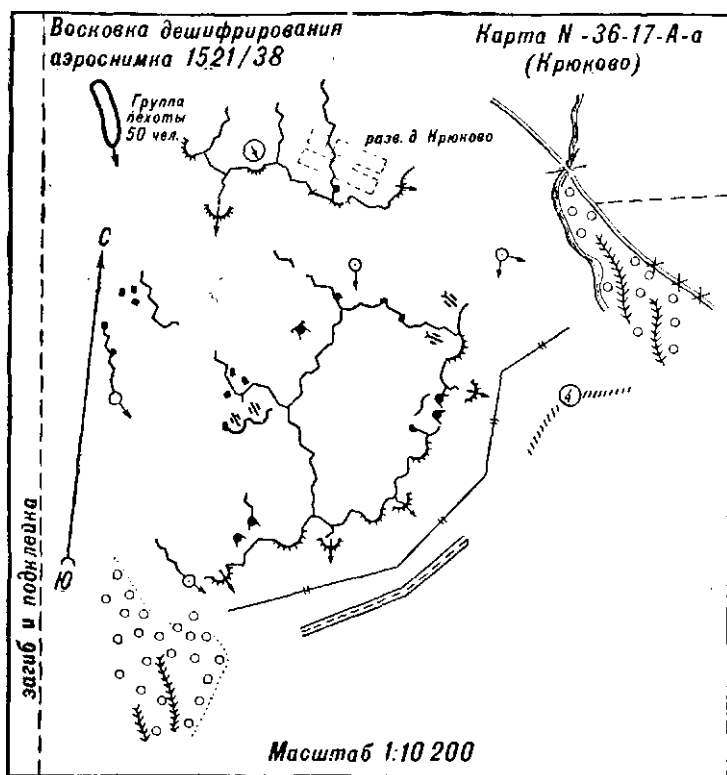 Восковка дешифрирования
аэроснимка 1521/38
Карта N -36-17-А-а
(Крюково)
Группа
пехоты
50 чел.
разв. д Крюково
С
4
Ю
загиб и подклейка
Масштаб 1:10 200